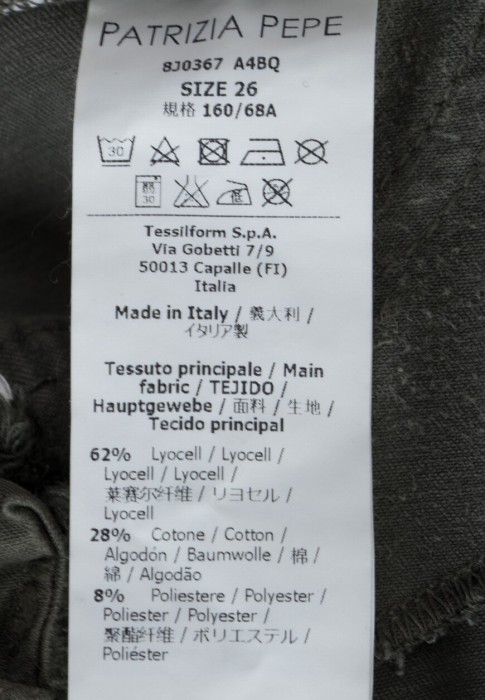 PATRIZIA PEPE
8J0367 A4BQ
SIZE 26
規格 160/68A
30
30
Tessilform S.p.A.
Via Gobetti 7/9
50013 Capalle (FI)
Italia
Made in Italy / 義大利 /
イタリア製
Tessuto principale / Main
fabric / TEJIDO /
Hauptgewebe / 面料 / 生地 /
Tecido principal
62% Lyocell / Lyocell /
Lyocell / Lyocell /
莱赛尔纤维 / リヨセル /
Lyocell
28% Cotone / Cotton /
Algodón / Baumwolle / 棉 /
綿 / Algodão
8% Poliestere / Polyester /
Poliester / Polyester /
聚酯纤维 / ポリエステル /
Poliéster